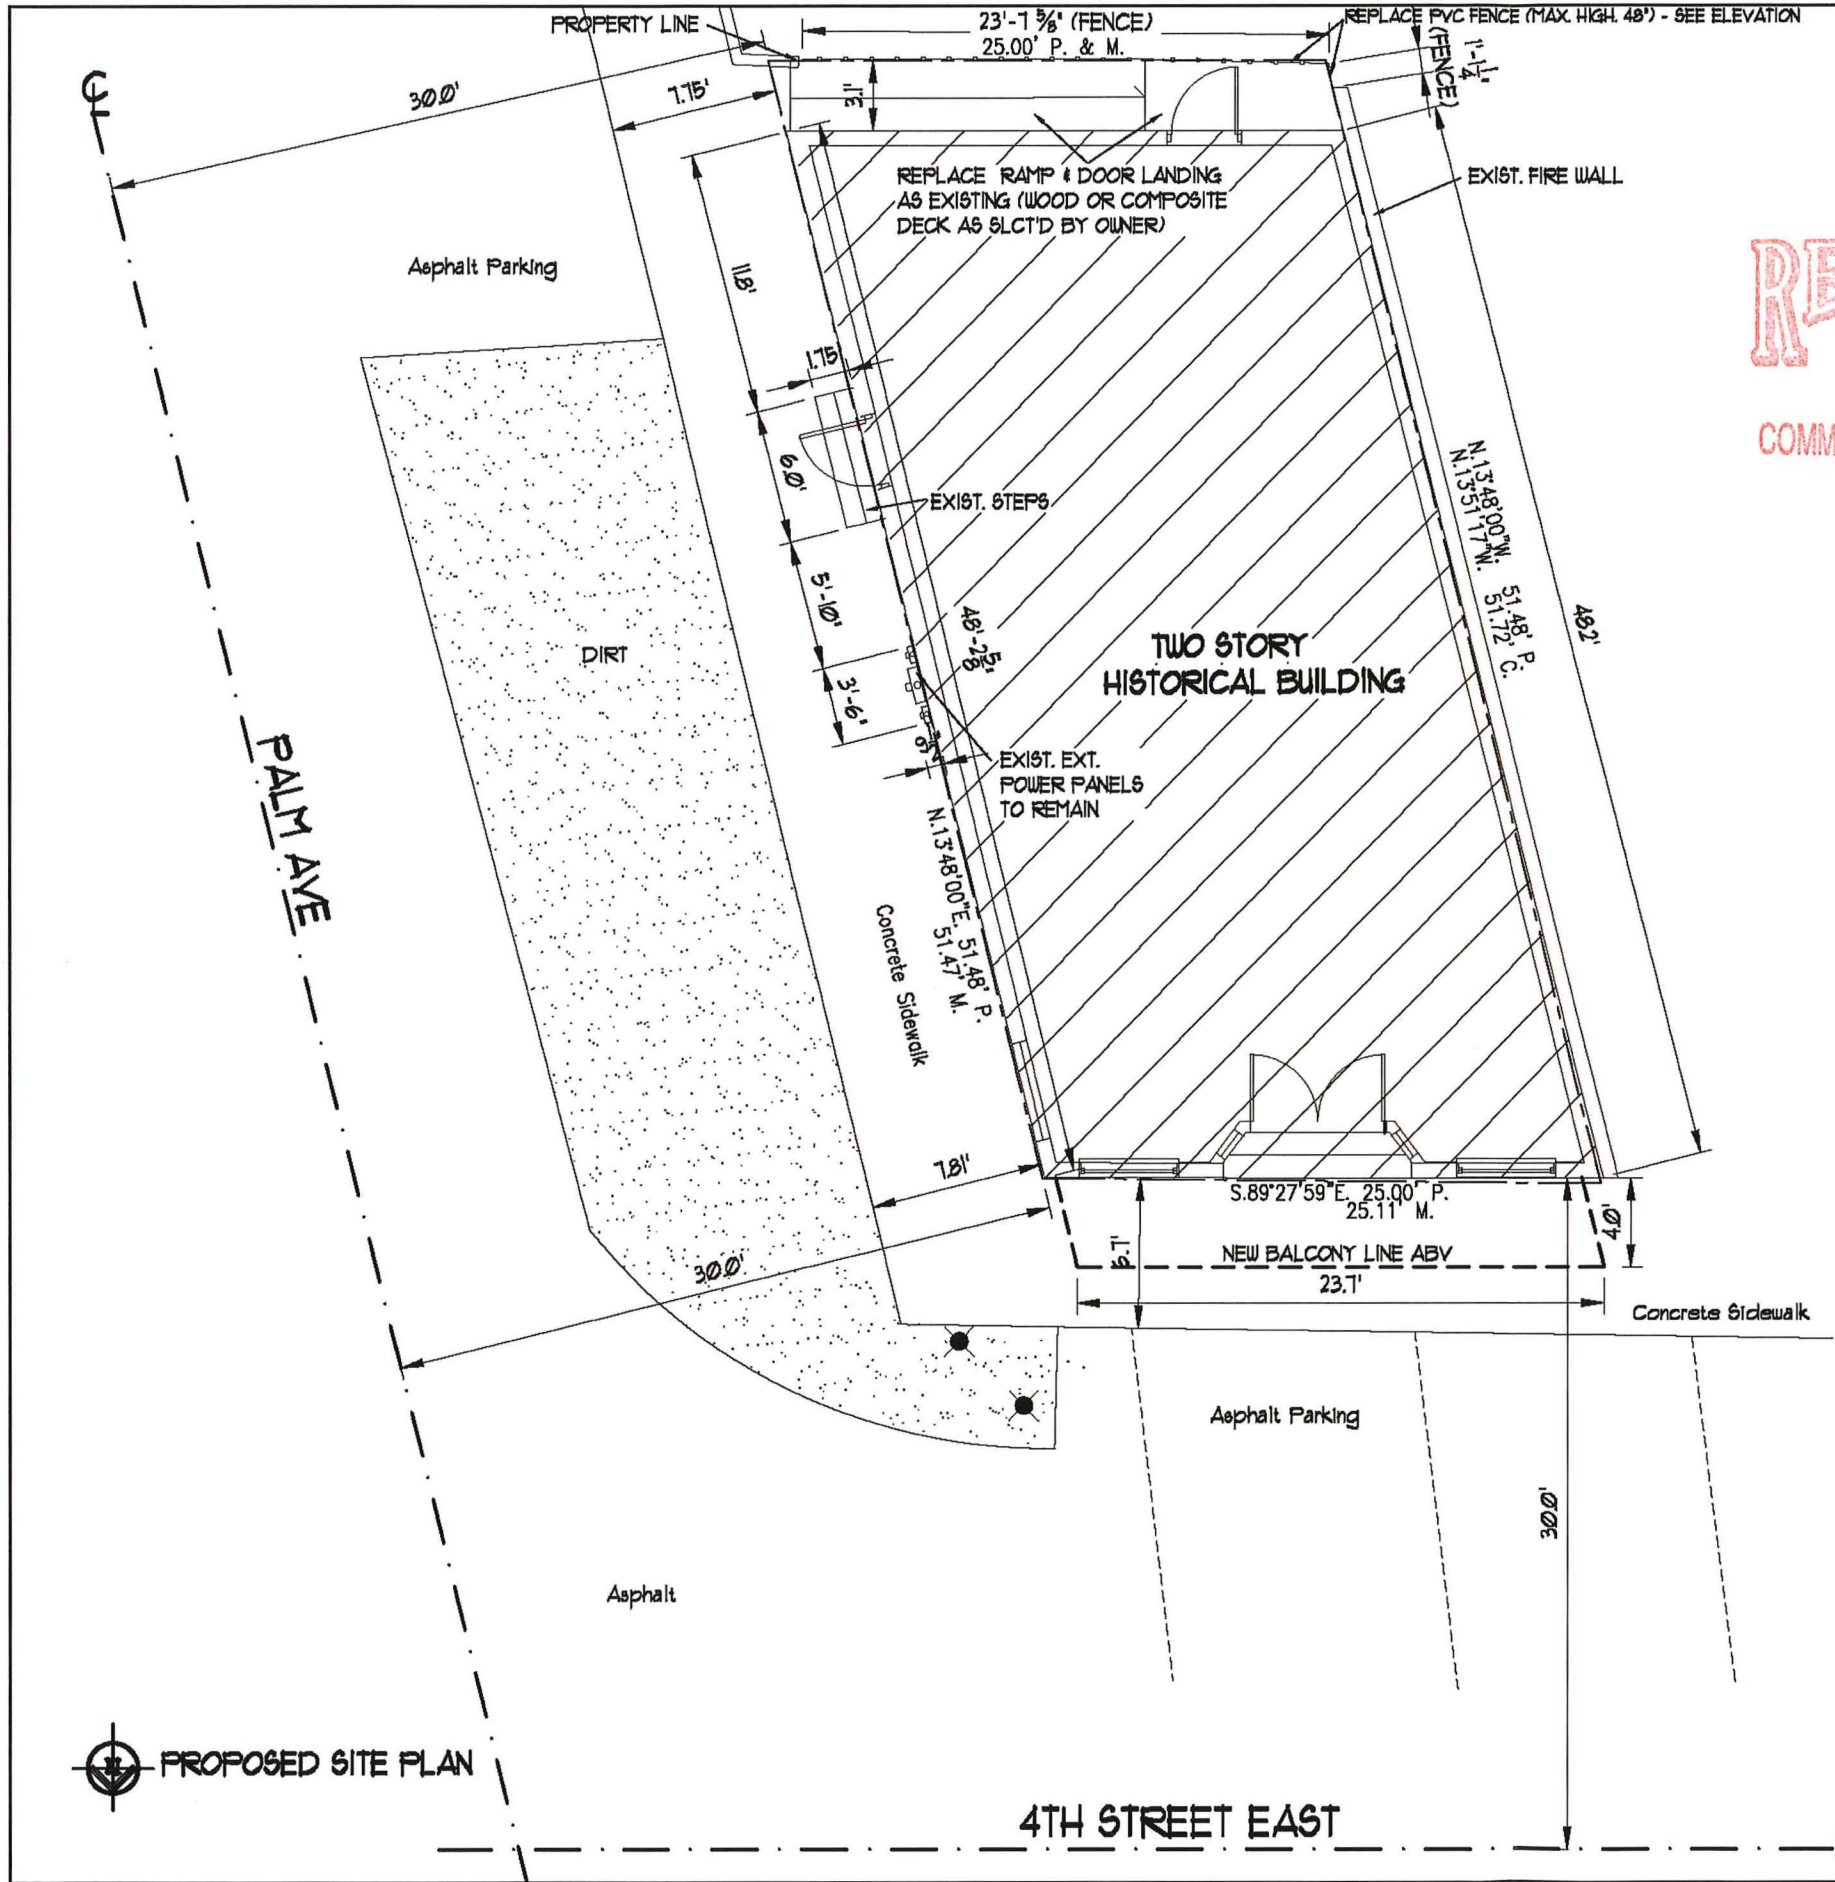 PROPERTY LINE
23'-7 5/8" (FENCE)
25.00' P. & M.
REPLACE PVC FENCE (MAX. HIGH. 48") - SEE ELEVATION
1'-1 1/4"
(FENCE)
℄
30.0'
7.75'
3.1'
REPLACE RAMP & DOOR LANDING
AS EXISTING (WOOD OR COMPOSITE
DECK AS SLCT'D BY OWNER)
EXIST. FIRE WALL
Asphalt Parking
11.8'
1.75'
6.0'
EXIST. STEPS
COMM
N.13°48'00"W. 51.48' P.
N.13°51'17"W. 51.72' C.
48.2'
5'-10"
48'-2 5/8"
DIRT
TWO STORY
HISTORICAL BUILDING
3'-6"
EXIST. EXT.
POWER PANELS
TO REMAIN
PALM AVE
N.13°48'00"E. 51.48' P.
51.47' M.
Concrete Sidewalk
7.81'
S.89°27'59"E. 25.00' P.
25.11' M.
4.0'
NEW BALCONY LINE ABV
23.7'
30.0'
Concrete Sidewalk
Asphalt Parking
30.0'
Asphalt
PROPOSED SITE PLAN
4TH STREET EAST